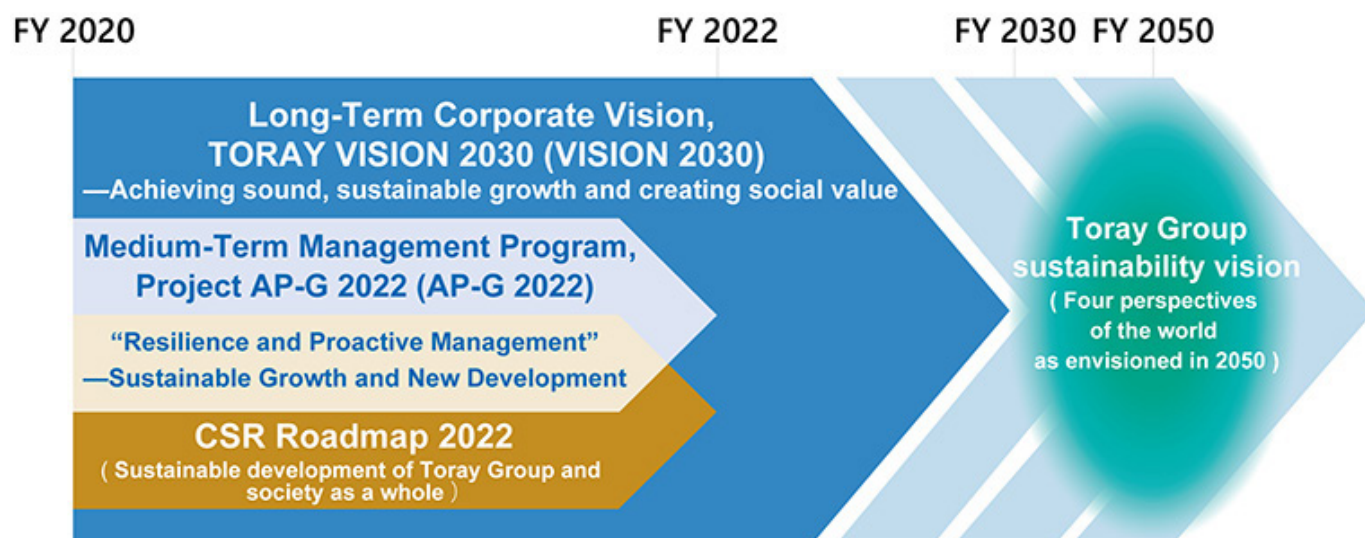 FY 2020 FY 2022 FY 2030 FY 2050
Long-Term Corporate Vision,
TORAY VISION 2030 (VISION 2030)
—Achieving sound, sustainable growth and creating social value
Medium-Term Management Program,
Project AP-G 2022 (AP-G 2022)
“Resilience and Proactive Management”
—Sustainable Growth and New Development
CSR Roadmap 2022
( Sustainable development of Toray Group and
society as a whole )
Toray Group
sustainability vision
( Four perspectives
of the world
as envisioned in 2050 )